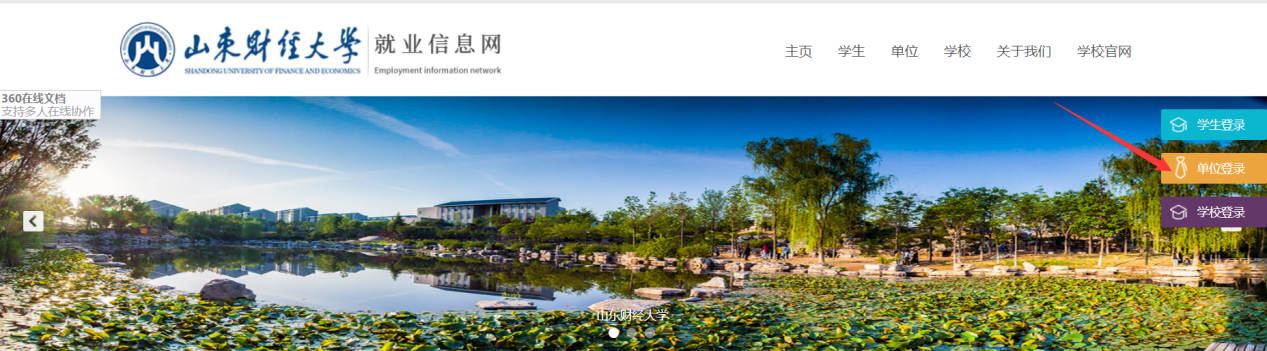 山东财经大学
SHANDONG UNIVERSITY OF FINANCE AND ECONOMICS
就业信息网
Employment information network
主页 学生 单位 学校 关于我们 学校官网
360在线文档
支持多人在线协作
学生登录
单位登录
学校登录
山东财经大学